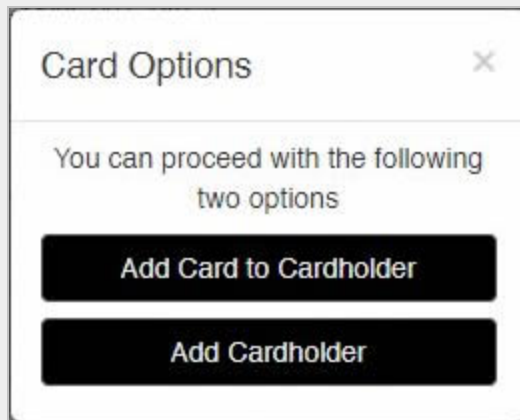 Card Options ×
You can proceed with the following
two options
Add Card to Cardholder
Add Cardholder